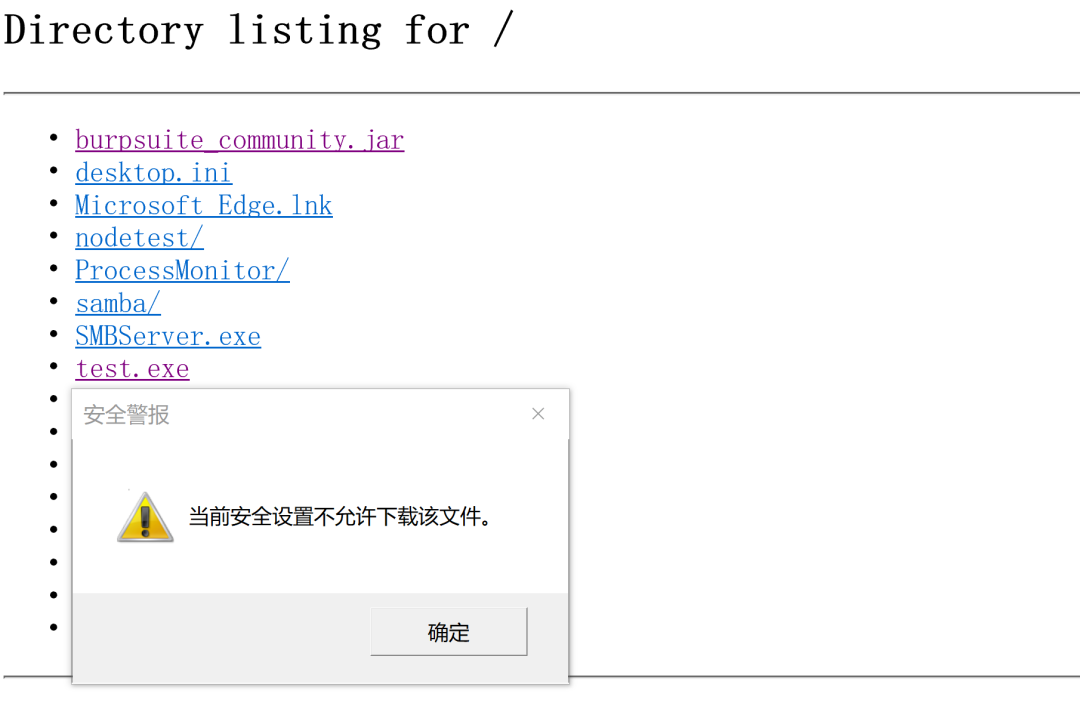 Directory listing for /
burpsuite_community.jar
desktop.ini
Microsoft Edge.lnk
nodetest/
ProcessMonitor/
samba/
SMBServer.exe
test.exe
安全警报
当前安全设置不允许下载该文件。
确定